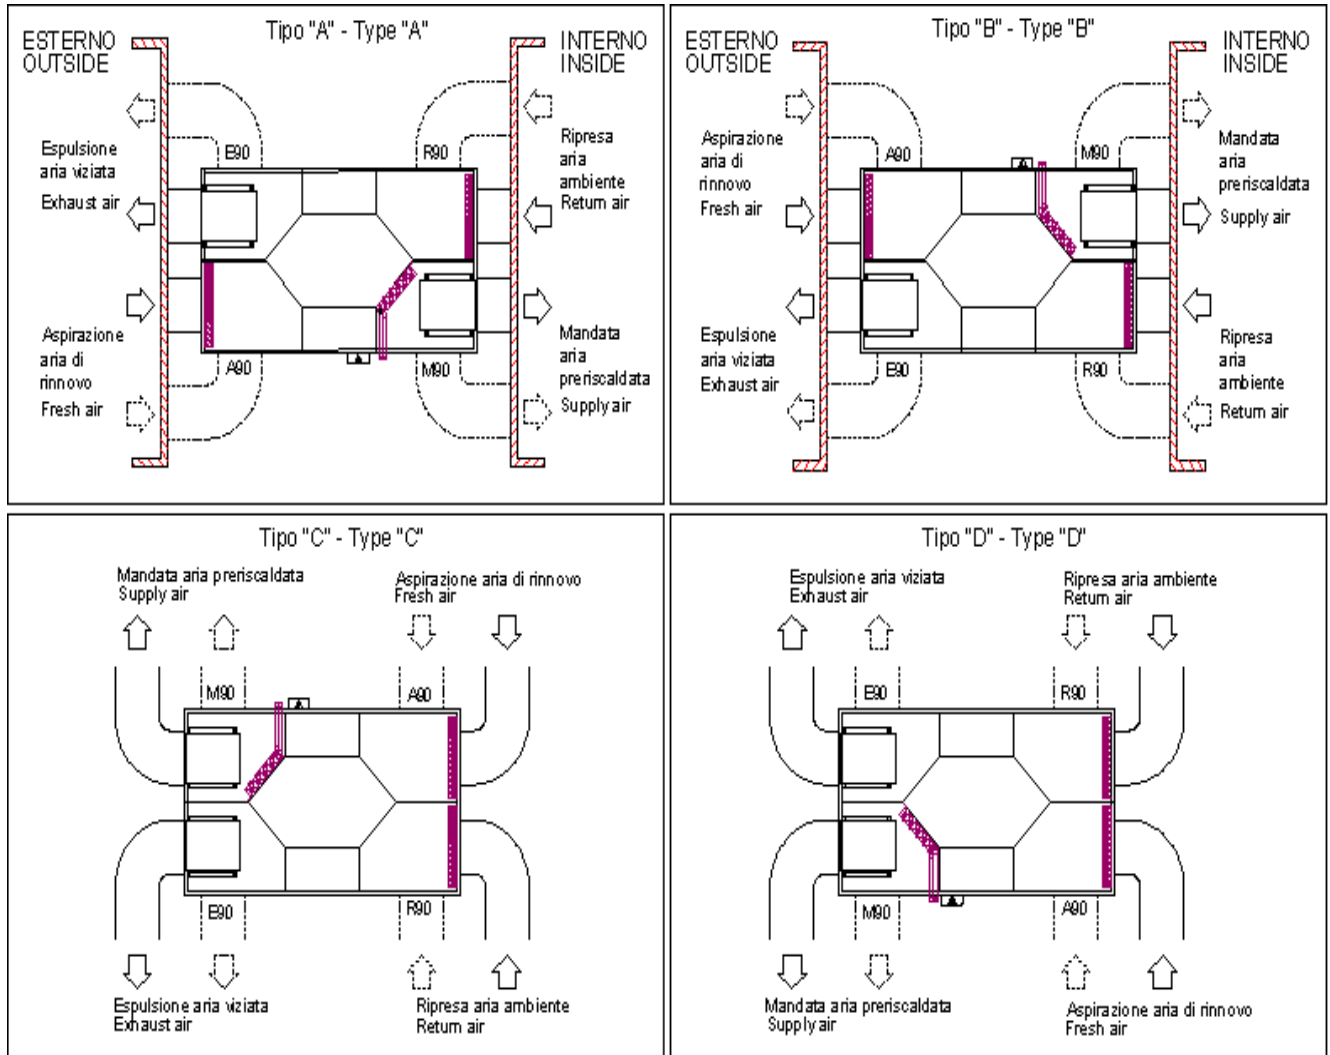 Tipo "A" - Type "A"
ESTERNO
OUTSIDE
INTERNO
INSIDE
Espulsione
aria viziata
Exhaust air
E90
R90
Ripresa
aria
ambiente
Return air
Aspirazione
aria di
rinnovo
Fresh air
A90
M90
Mandata
aria
preriscaldata
Supply air
Tipo "B" - Type "B"
ESTERNO
OUTSIDE
INTERNO
INSIDE
Aspirazione
aria di
rinnovo
Fresh air
A90
M90
Mandata
aria
preriscaldata
Supply air
Espulsione
aria viziata
Exhaust air
E90
R90
Ripresa
aria
ambiente
Return air
Tipo "C" - Type "C"
Mandata aria preriscaldata
Supply air
Aspirazione aria di rinnovo
Fresh air
M90
A90
E90
R90
Espulsione aria viziata
Exhaust air
Ripresa aria ambiente
Return air
Tipo "D" - Type "D"
Espulsione aria viziata
Exhaust air
Ripresa aria ambiente
Return air
E90
R90
M90
A90
Mandata aria preriscaldata
Supply air
Aspirazione aria di rinnovo
Fresh air